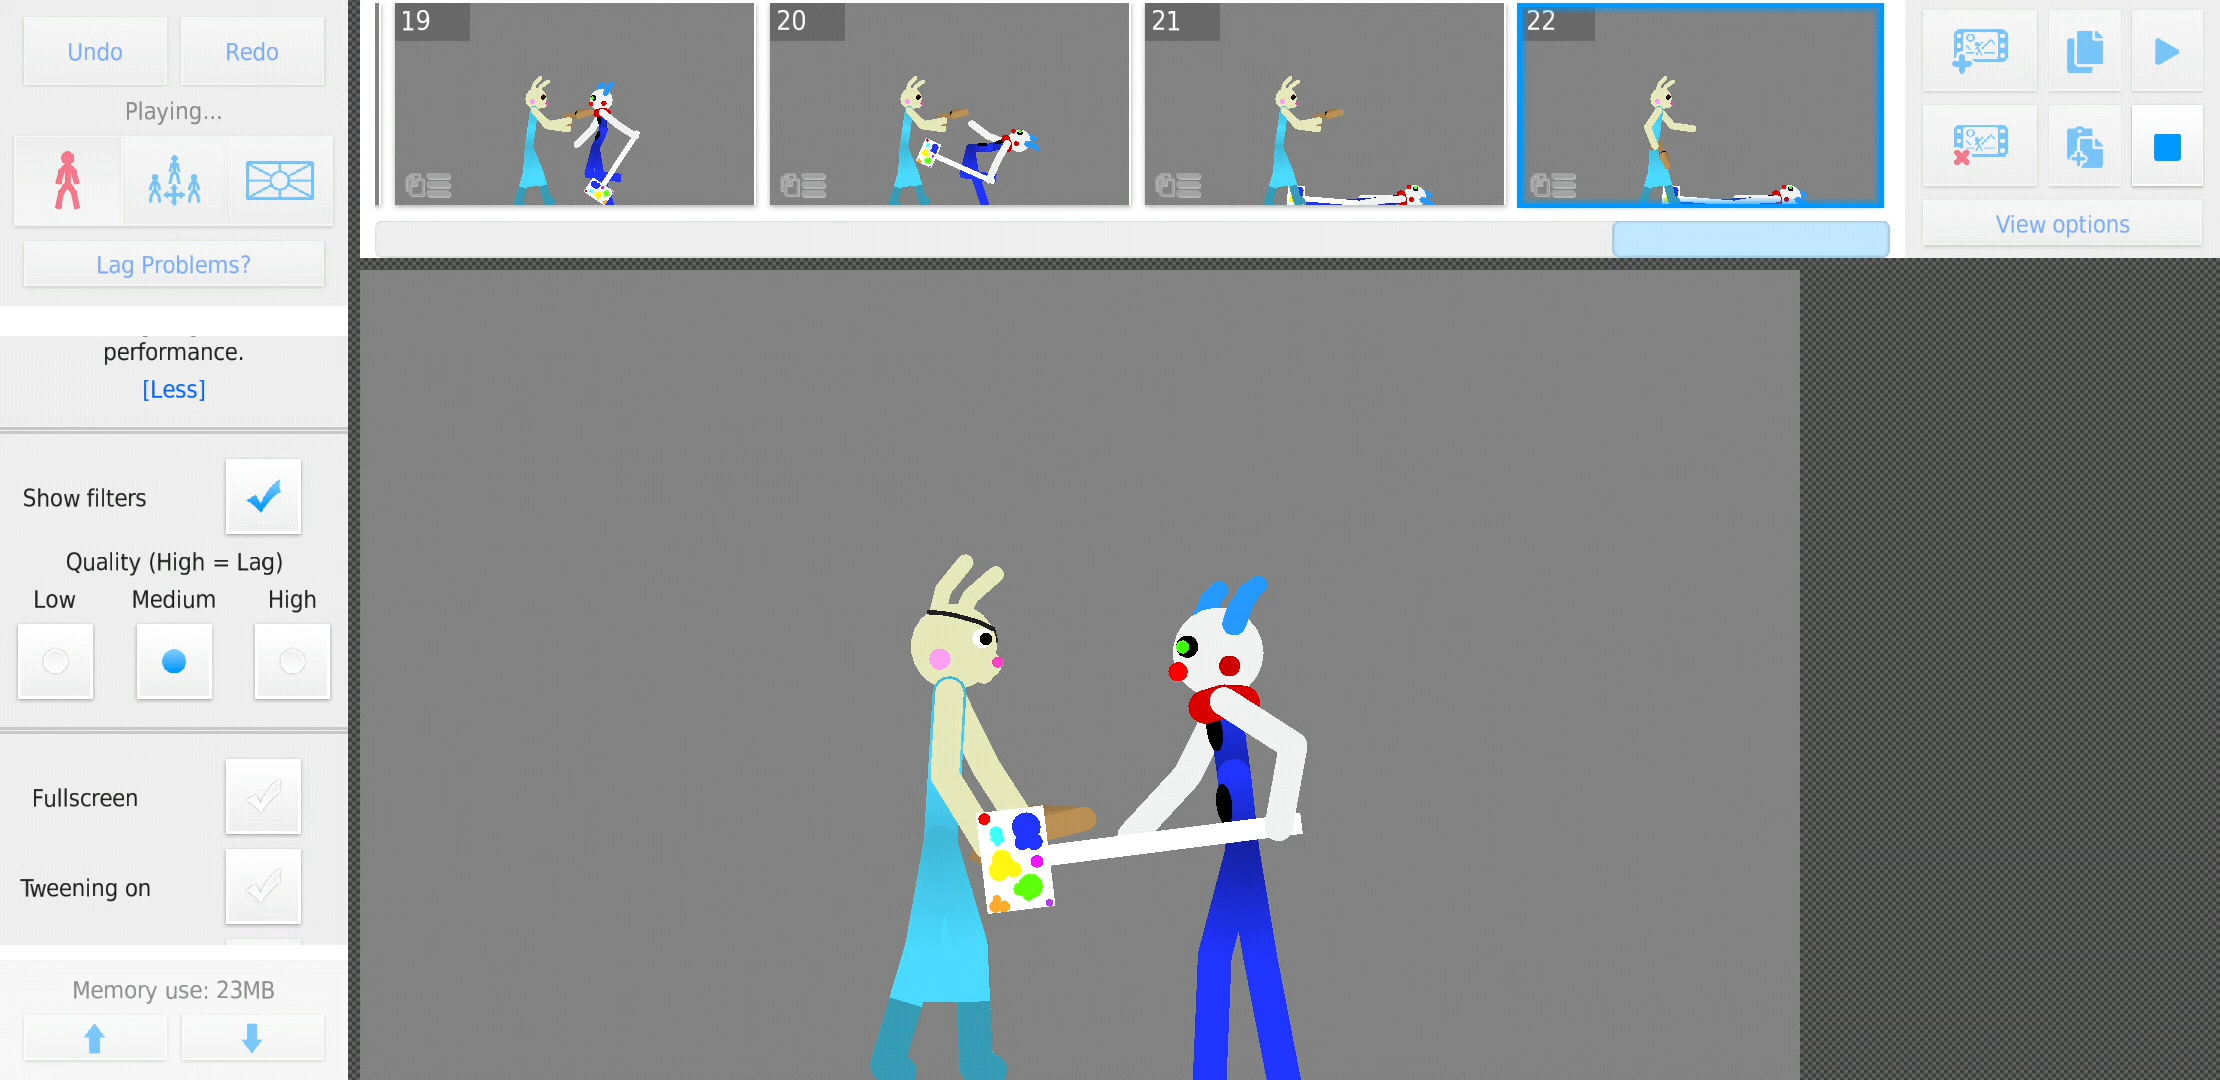 Undo
Redo
Playing...
Lag Problems?
performance.
[Less]
Show filters
Quality (High = Lag)
Low
Medium
High
Fullscreen
Tweening on
Memory use: 23MB
19
20
21
22
View options